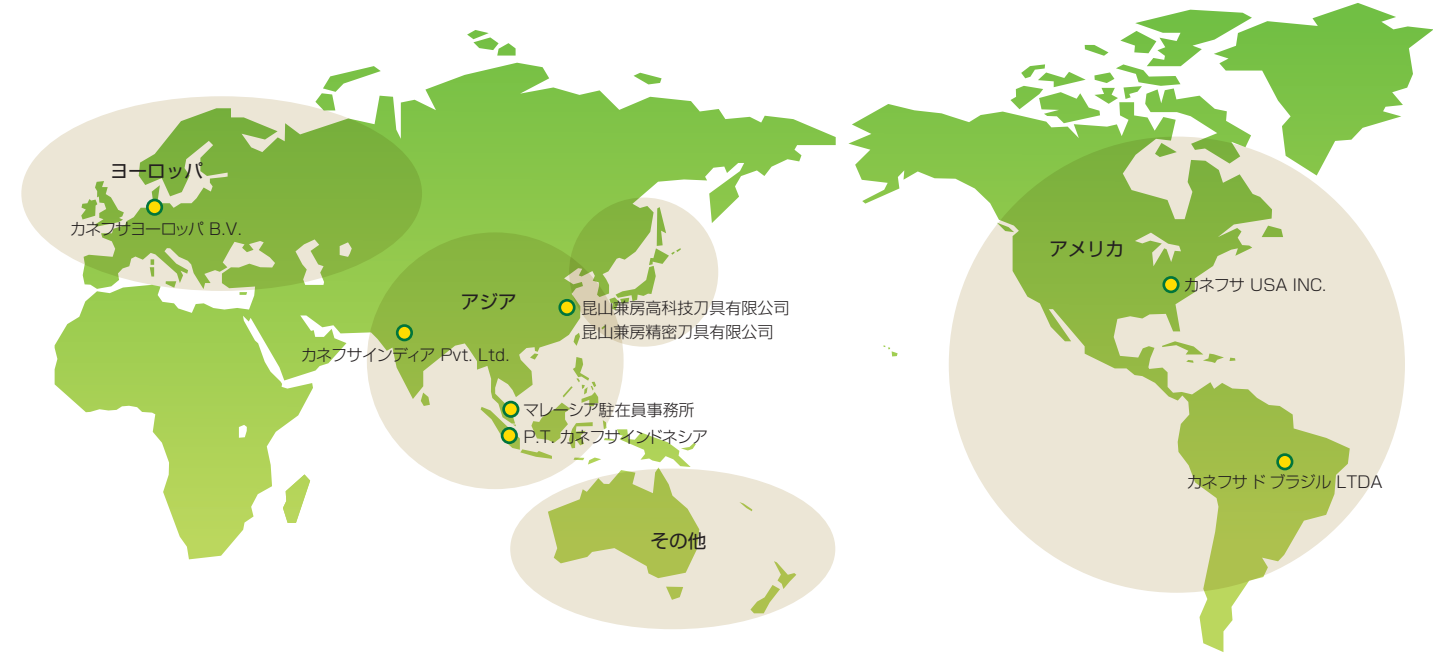 ヨーロッパ
カネフサヨーロッパ B.V.
アジア
昆山兼房高科技刀具有限公司
昆山兼房精密刀具有限公司
カネフサインディア Pvt. Ltd.
マレーシア駐在員事務所
P.T. カネフサインドネシア
その他
アメリカ
カネフサ USA INC.
カネフサ ド ブラジル LTDA